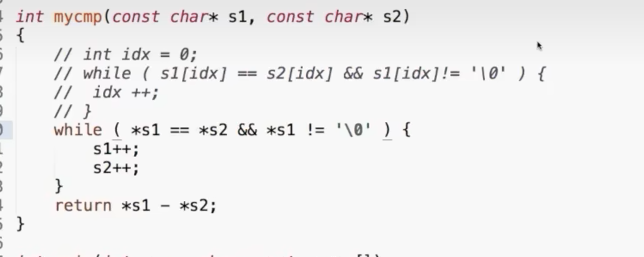 int mycmp(const char* s1, const char* s2)
{
    // int idx = 0;
    // while ( s1[idx] == s2[idx] && s1[idx]!= '\0' ) {
    //  idx ++;
    // }
    while ( *s1 == *s2 && *s1 != '\0' ) {
        s1++;
        s2++;
    }
    return *s1 - *s2;
}